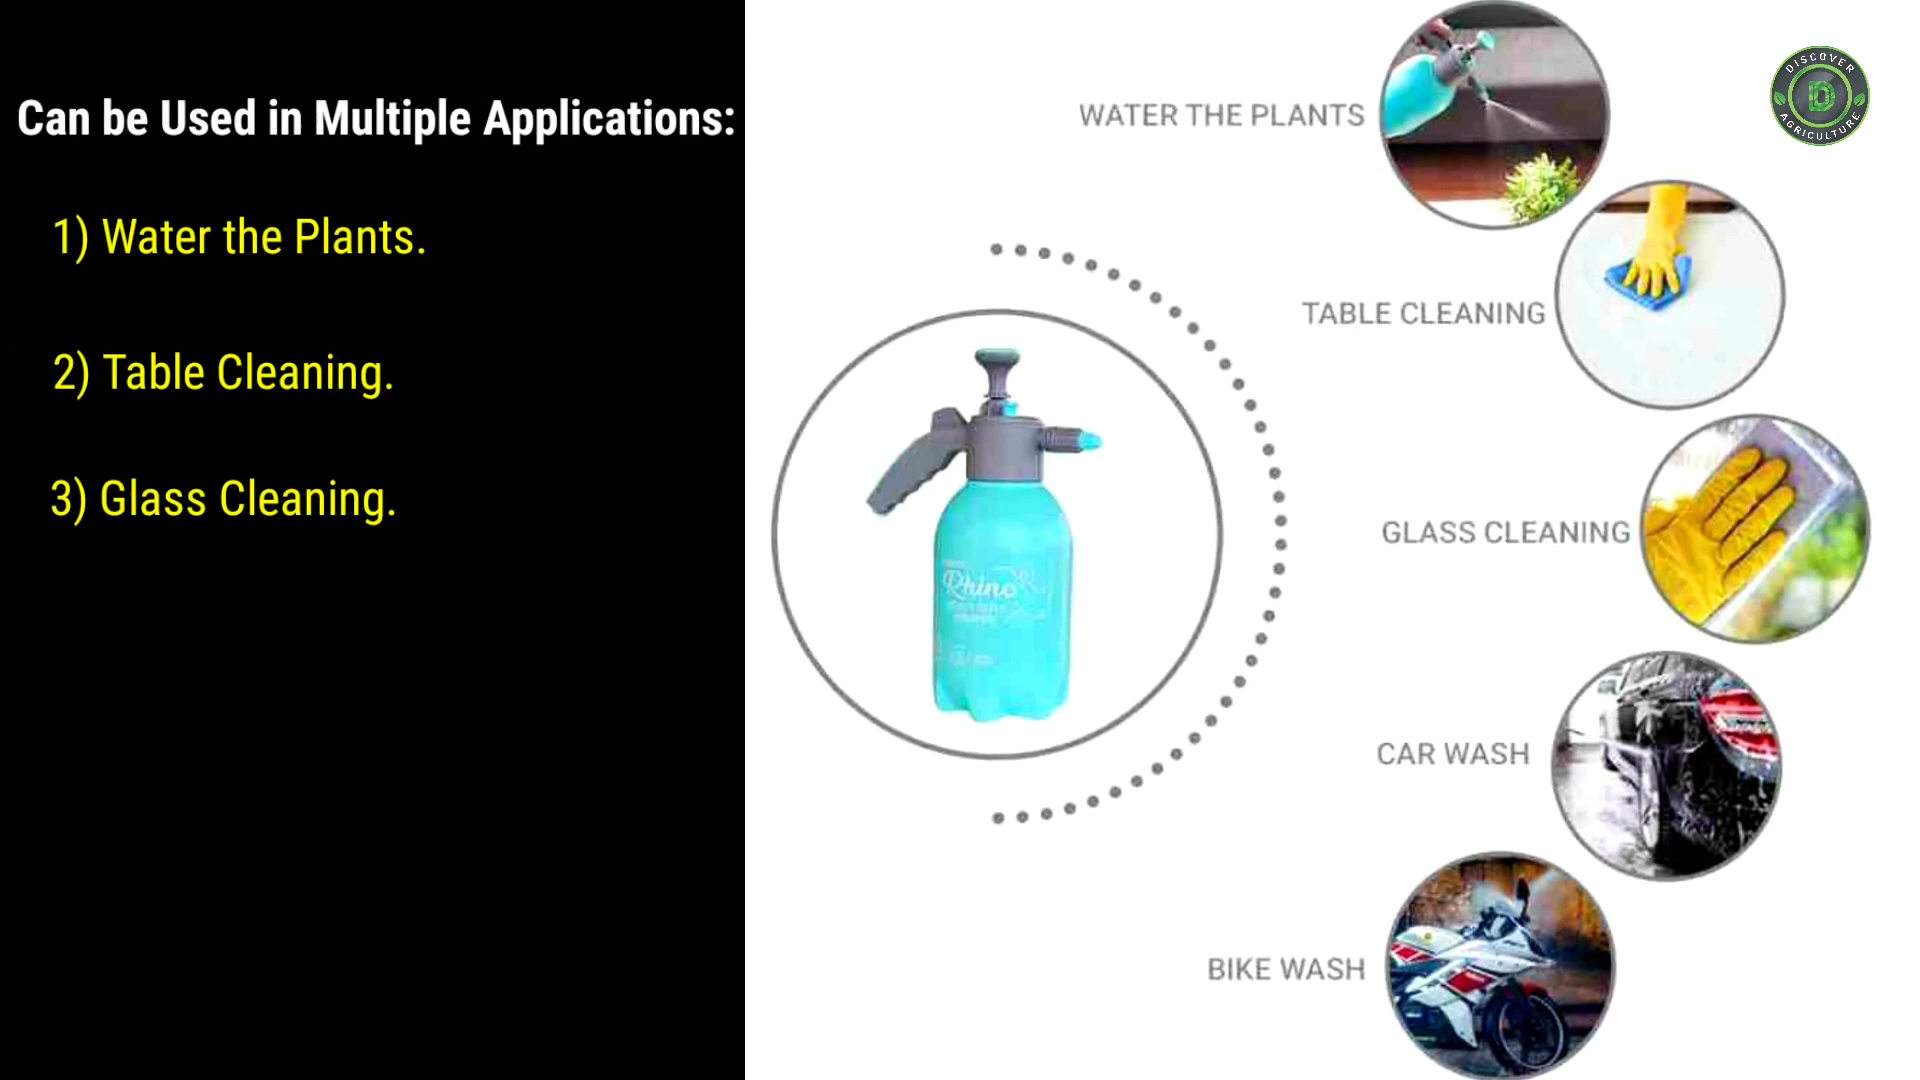 Can be Used in Multiple Applications:
1) Water the Plants.
2) Table Cleaning.
3) Glass Cleaning.
WATER THE PLANTS
TABLE CLEANING
GLASS CLEANING
CAR WASH
BIKE WASH
Rhino
DISCOVER
D
AGRICULTURE